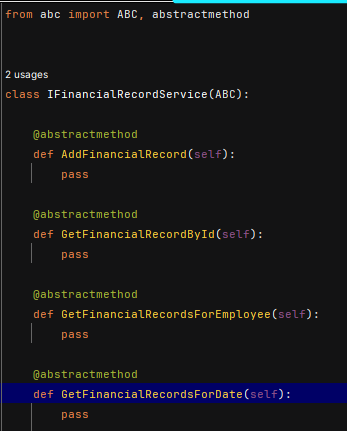 from abc import ABC, abstractmethod
2 usages
class IFinancialRecordService(ABC):
@abstractmethod
def AddFinancialRecord(self):
pass
@abstractmethod
def GetFinancialRecordById(self):
pass
@abstractmethod
def GetFinancialRecordsForEmployee(self):
pass
@abstractmethod
def GetFinancialRecordsForDate(self):
pass